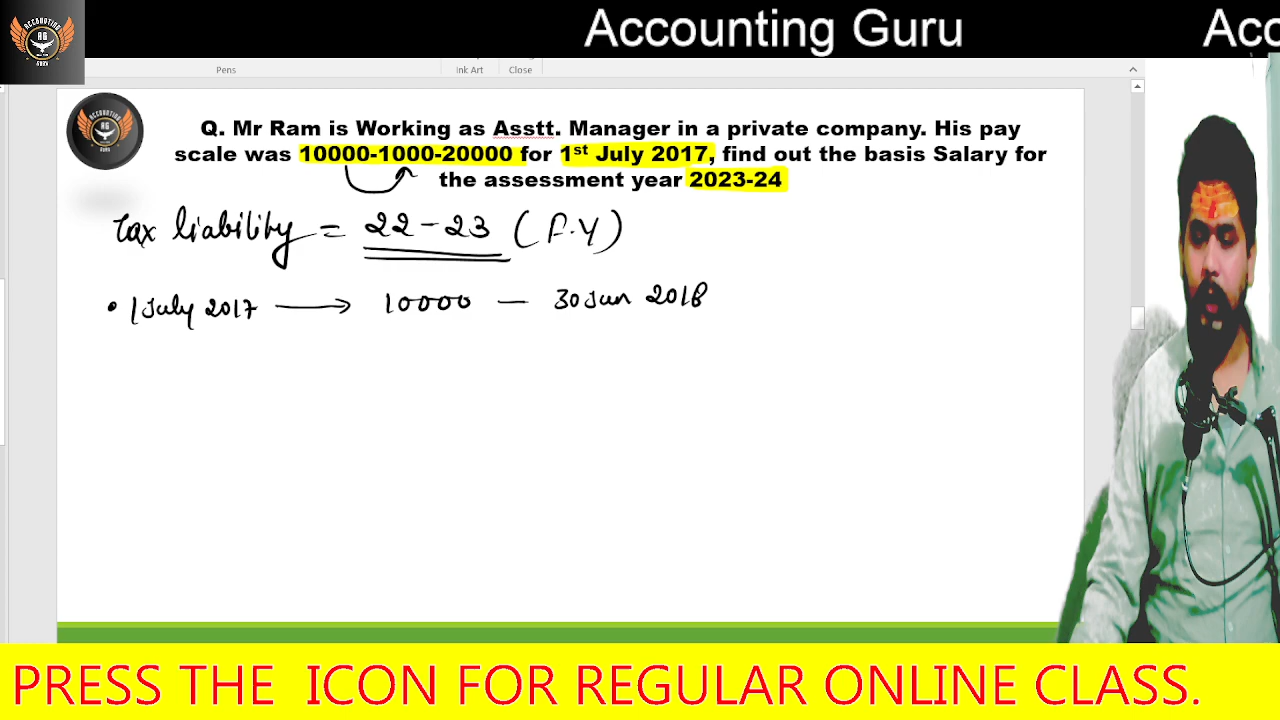 Accounting Guru
Acc
Pens
Ink Art
Close
ACCOUNTING
AG
GURU
Q. Mr Ram is Working as Asstt. Manager in a private company. His pay
scale was 10000-1000-20000 for 1st July 2017, find out the basis Salary for
the assessment year 2023-24
Tax liability = 22-23 (F.Y)
• 1 July 2017 → 10000 — 30 Jun 2018
PRESS THE ICON FOR REGULAR ONLINE CLASS.